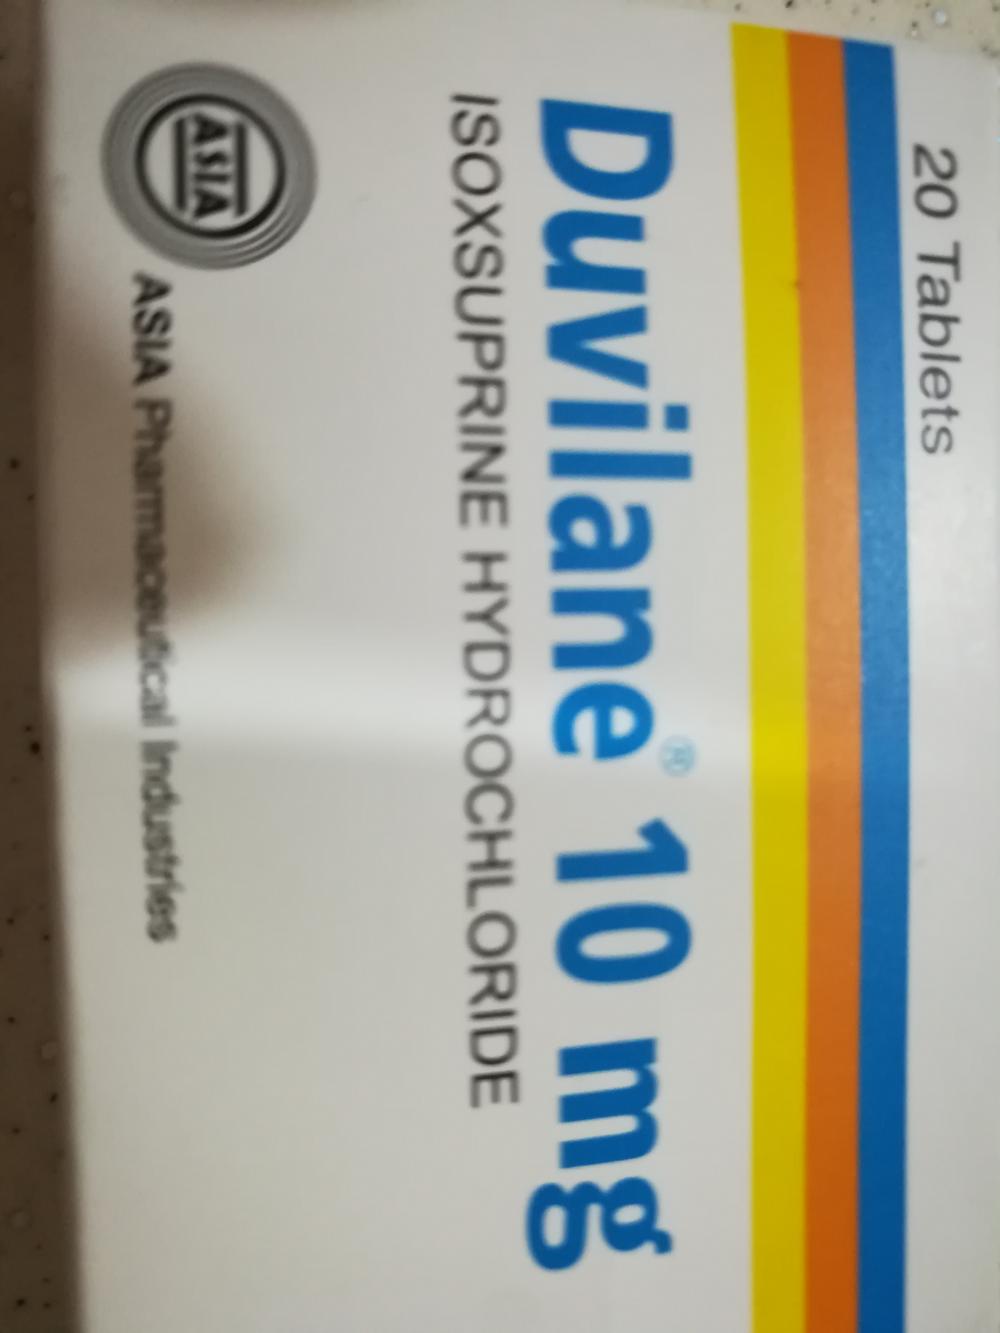 20 Tablets
Duvilane® 10 mg
ISOXSUPRINE HYDROCHLORIDE
ASIA
ASIA Pharmaceutical Industries